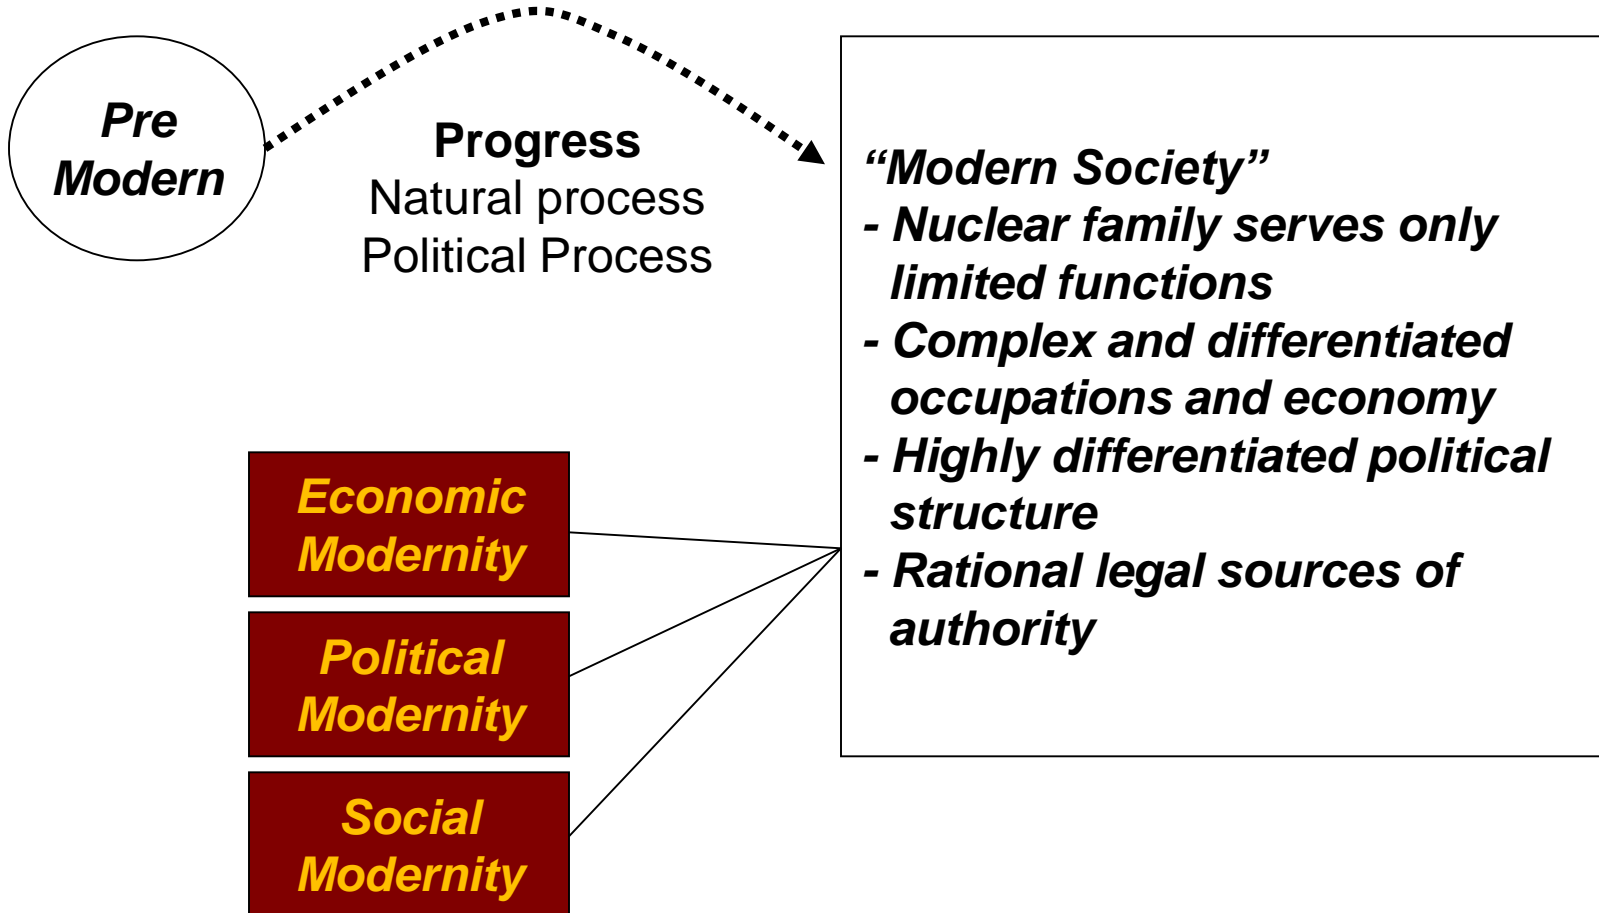 Pre
Modern
Progress
Natural process
Political Process
“Modern Society”
- Nuclear family serves only
limited functions
- Complex and differentiated
occupations and economy
- Highly differentiated political
structure
- Rational legal sources of
authority
Economic
Modernity
Political
Modernity
Social
Modernity